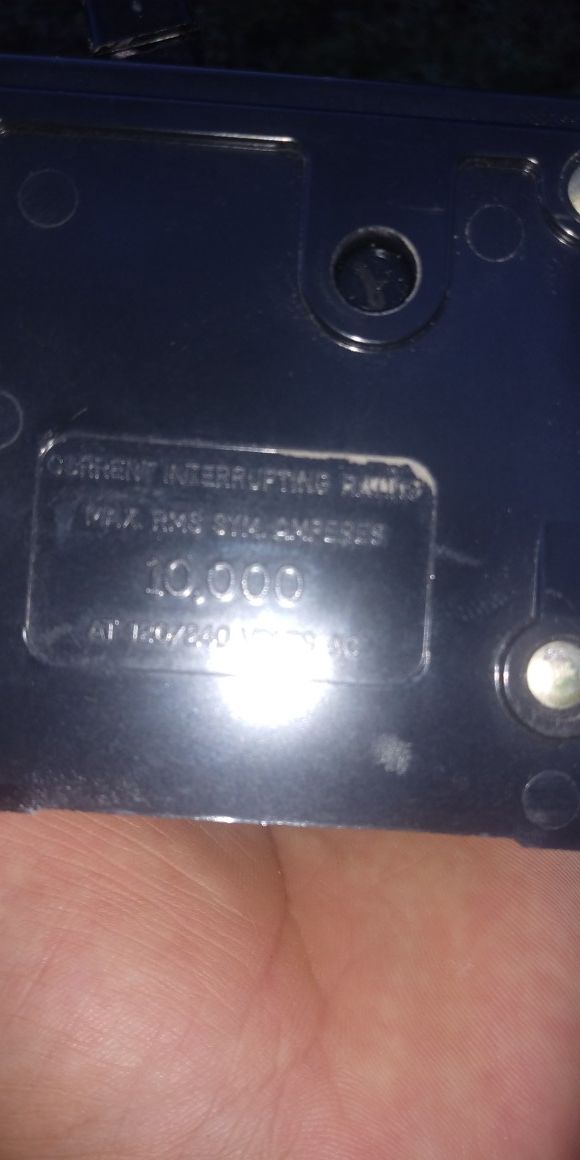 CURRENT INTERRUPTING RATING
MAX. RMS SYM. AMPERES
10,000
AT 120/240 VOLTS AC